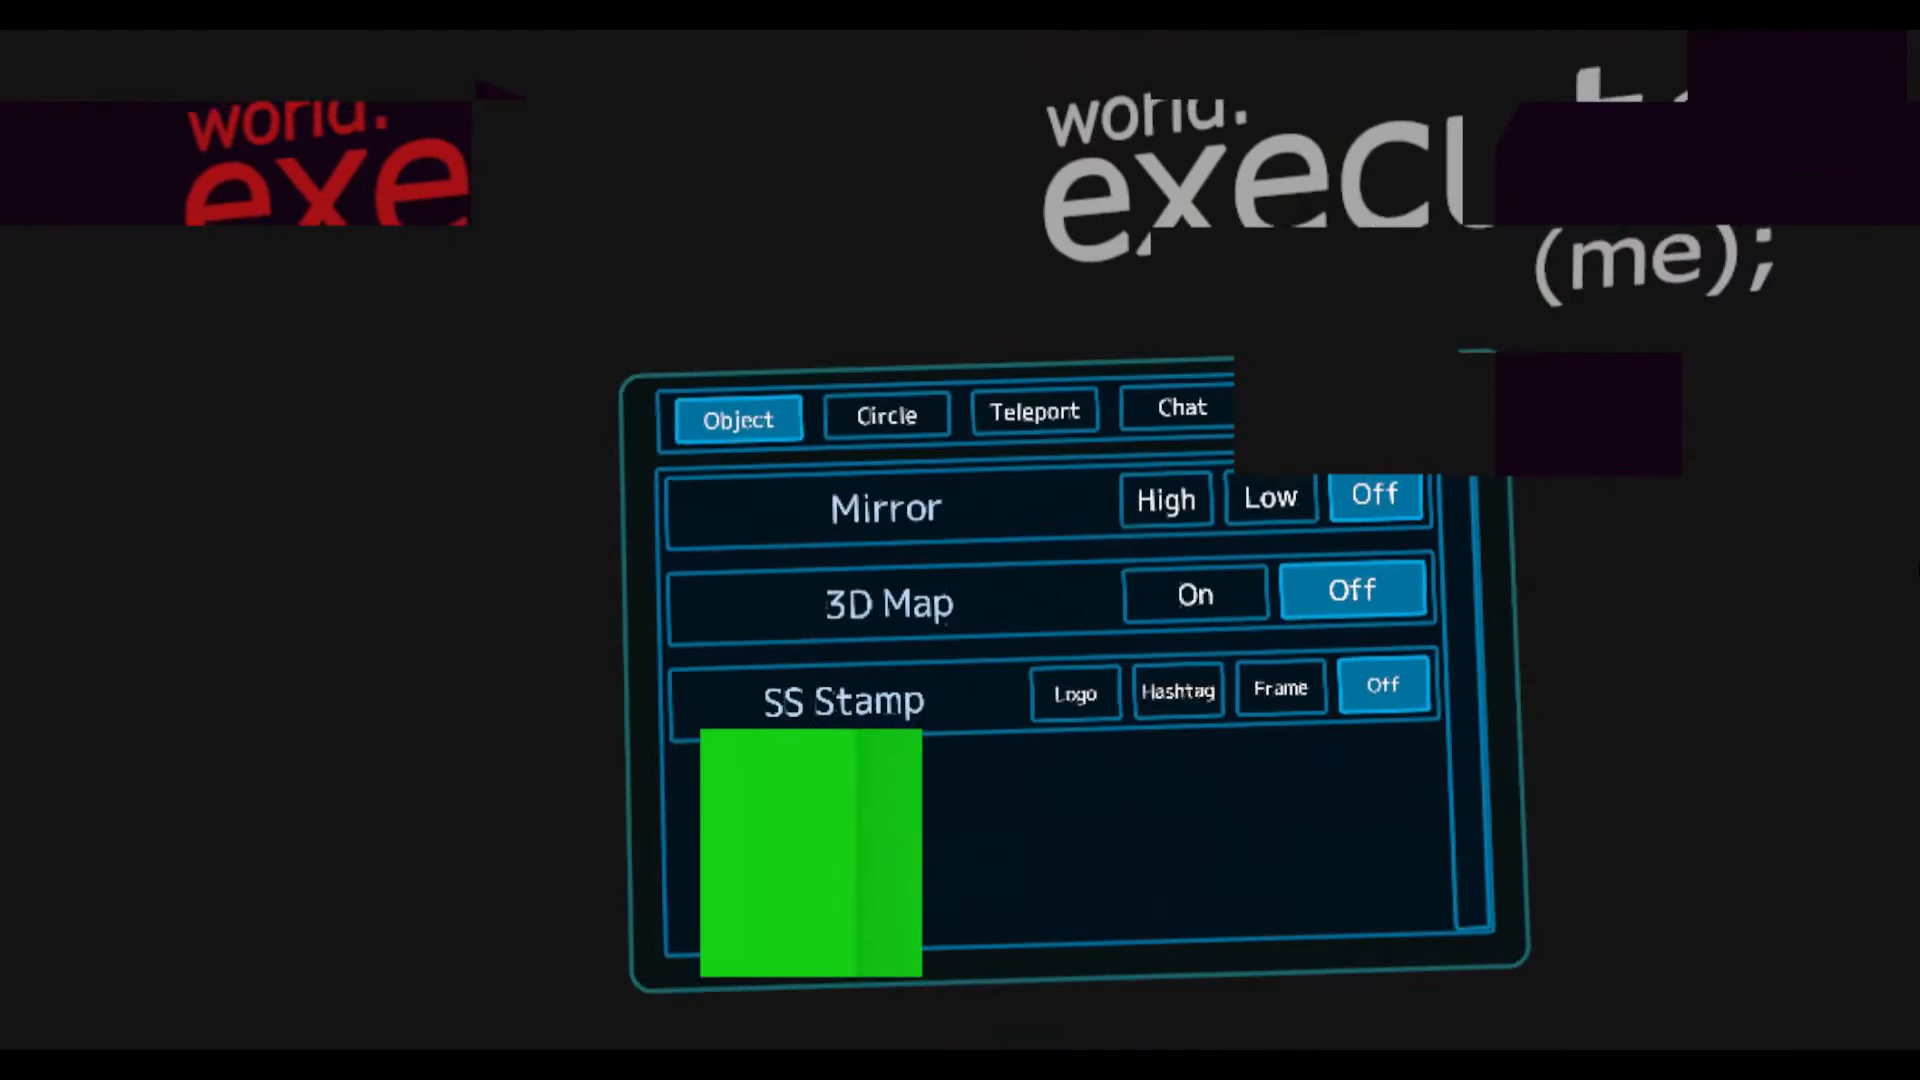 world.
exe
world.
execu
(me);
Object Circle Teleport Chat
Mirror High Low Off
3D Map On Off
SS Stamp Logo Hashtag Frame Off